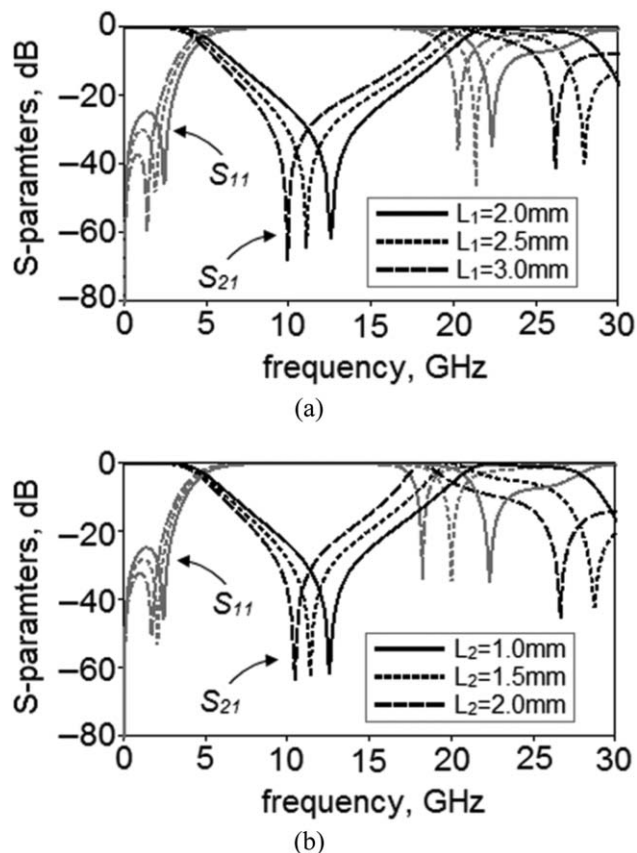 0
−20
−40
−60
−80
S-paramters, dB
S11
S21
L1=2.0mm
L1=2.5mm
L1=3.0mm
0 5 10 15 20 25 30
frequency, GHz
(a)
0
−20
−40
−60
−80
S-paramters, dB
S11
S21
L2=1.0mm
L2=1.5mm
L2=2.0mm
0 5 10 15 20 25 30
frequency, GHz
(b)